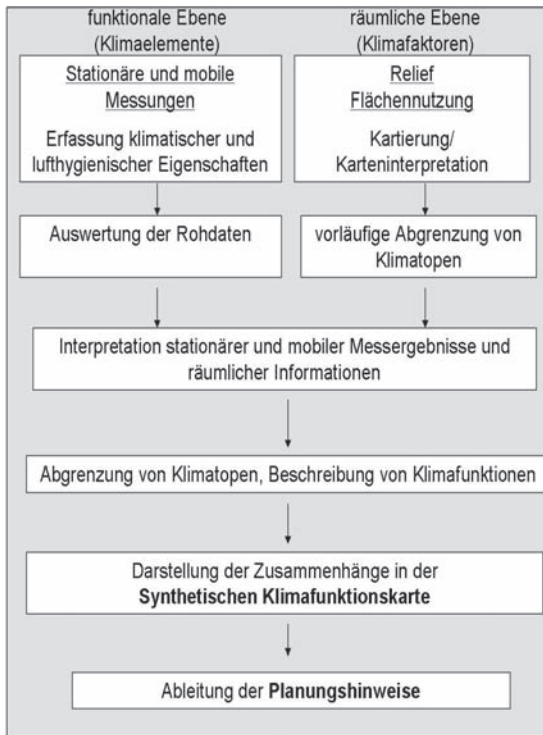 funktionale Ebene
(Klimaelemente)
räumliche Ebene
(Klimafaktoren)
Stationäre und mobile
Messungen
Erfassung klimatischer und
lufthygienischer Eigenschaften
Relief
Flächennutzung
Kartierung/
Karteninterpretation
Auswertung der Rohdaten
vorläufige Abgrenzung von
Klimatopen
Interpretation stationärer und mobiler Messergebnisse und
räumlicher Informationen
Abgrenzung von Klimatopen, Beschreibung von Klimafunktionen
Darstellung der Zusammenhänge in der
Synthetischen Klimafunktionskarte
Ableitung der Planungshinweise